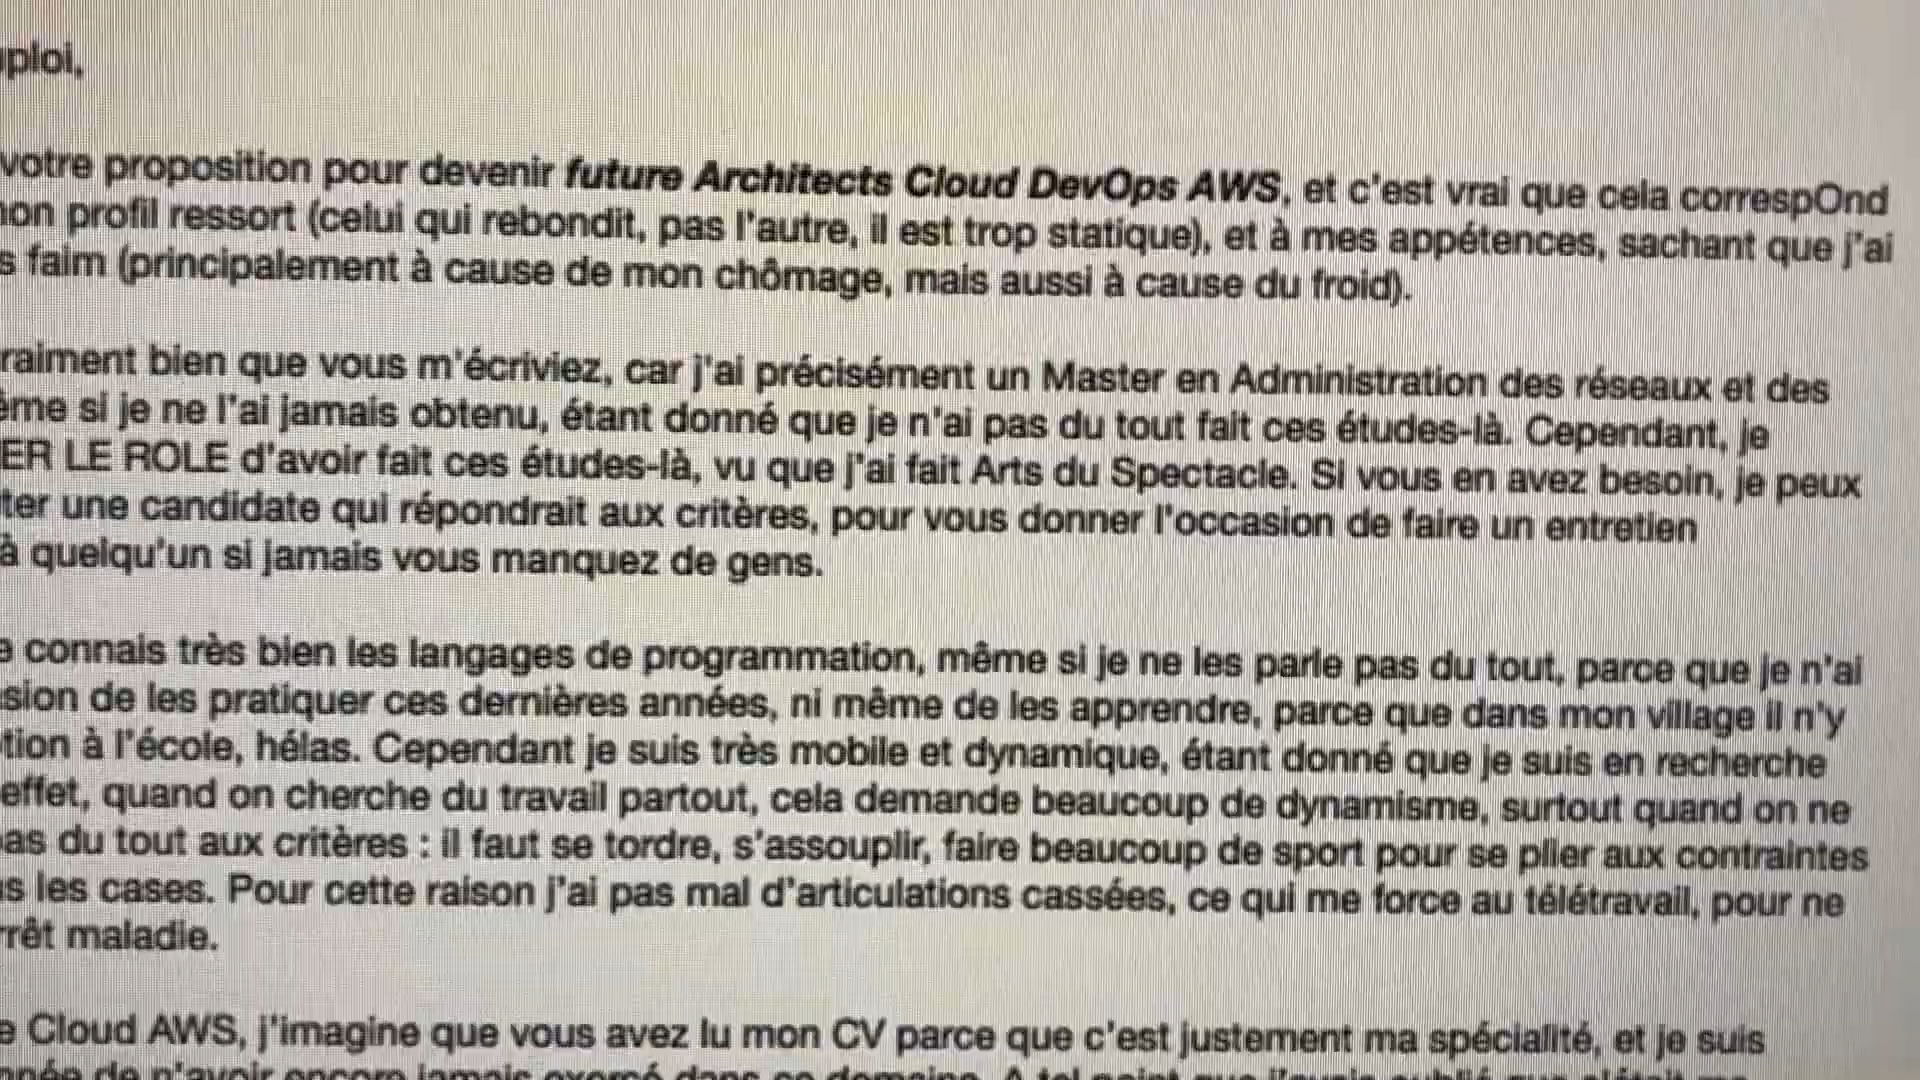 ploi,
votre proposition pour devenir future Architects Cloud DevOps AWS, et c'est vrai que cela correspOnd
on profil ressort (celui qui rebondit, pas l'autre, il est trop statique), et à mes appétences, sachant que j'ai
s faim (principalement à cause de mon chômage, mais aussi à cause du froid).
raiment bien que vous m'écriviez, car j'ai précisément un Master en Administration des réseaux et des
ême si je ne l'ai jamais obtenu, étant donné que je n'ai pas du tout fait ces études-là. Cependant, je
ER LE ROLE d'avoir fait ces études-là, vu que j'ai fait Arts du Spectacle. Si vous en avez besoin, je peux
ter une candidate qui répondrait aux critères, pour vous donner l'occasion de faire un entretien
à quelqu'un si jamais vous manquez de gens.
e connais très bien les langages de programmation, même si je ne les parle pas du tout, parce que je n'ai
sion de les pratiquer ces dernières années, ni même de les apprendre, parce que dans mon village il n'y
tion à l'école, hélas. Cependant je suis très mobile et dynamique, étant donné que je suis en recherche
effet, quand on cherche du travail partout, cela demande beaucoup de dynamisme, surtout quand on ne
as du tout aux critères : il faut se tordre, s'assouplir, faire beaucoup de sport pour se plier aux contraintes
s les cases. Pour cette raison j'ai pas mal d'articulations cassées, ce qui me force au télétravail, pour ne
rrêt maladie.
e Cloud AWS, j'imagine que vous avez lu mon CV parce que c'est justement ma spécialité, et je suis
de n'avoir encore jamais exercé dans ce domaine. A tel point que